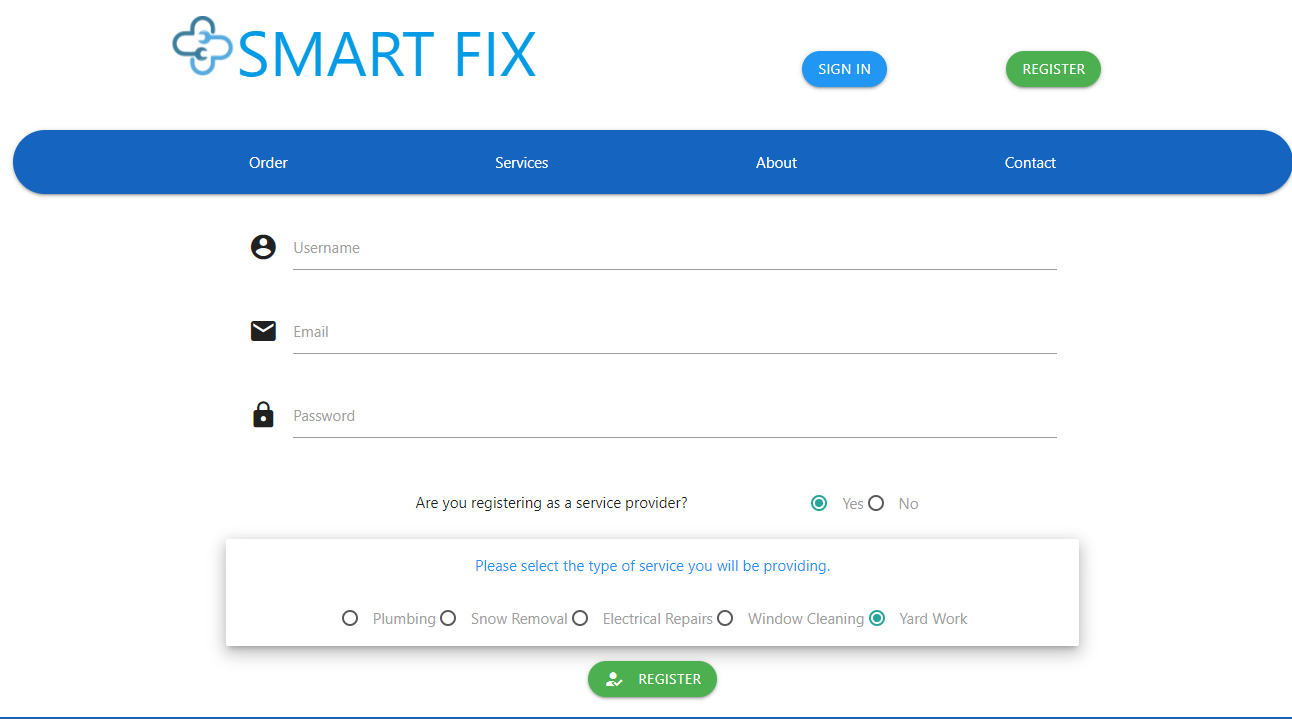 SMART FIX
SIGN IN
REGISTER
Order
Services
About
Contact
Username
Email
Password
Are you registering as a service provider?
Yes
No
Please select the type of service you will be providing.
Plumbing
Snow Removal
Electrical Repairs
Window Cleaning
Yard Work
REGISTER